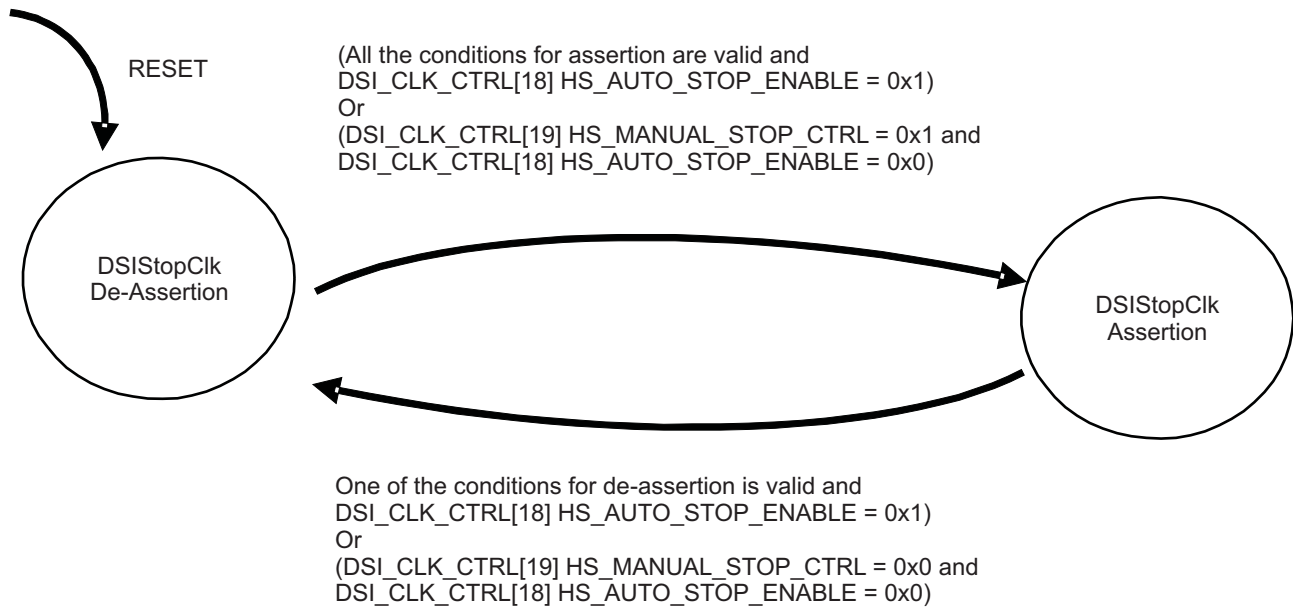 RESET
(All the conditions for assertion are valid and
DSI_CLK_CTRL[18] HS_AUTO_STOP_ENABLE = 0x1)
Or
(DSI_CLK_CTRL[19] HS_MANUAL_STOP_CTRL = 0x1 and
DSI_CLK_CTRL[18] HS_AUTO_STOP_ENABLE = 0x0)
DSIStopClk
De-Assertion
DSIStopClk
Assertion
One of the conditions for de-assertion is valid and
DSI_CLK_CTRL[18] HS_AUTO_STOP_ENABLE = 0x1)
Or
(DSI_CLK_CTRL[19] HS_MANUAL_STOP_CTRL = 0x0 and
DSI_CLK_CTRL[18] HS_AUTO_STOP_ENABLE = 0x0)